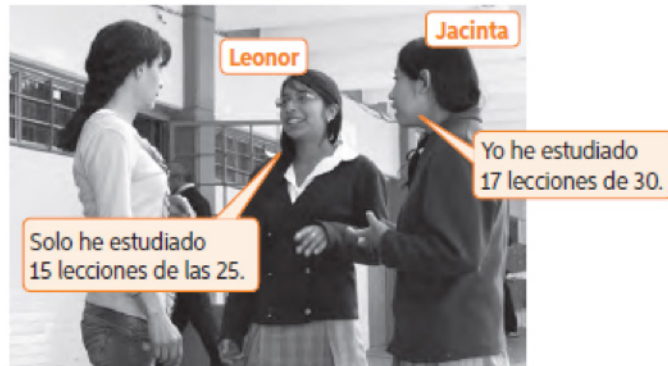 Leonor
Jacinta
Yo he estudiado
17 lecciones de 30.
Solo he estudiado
15 lecciones de las 25.